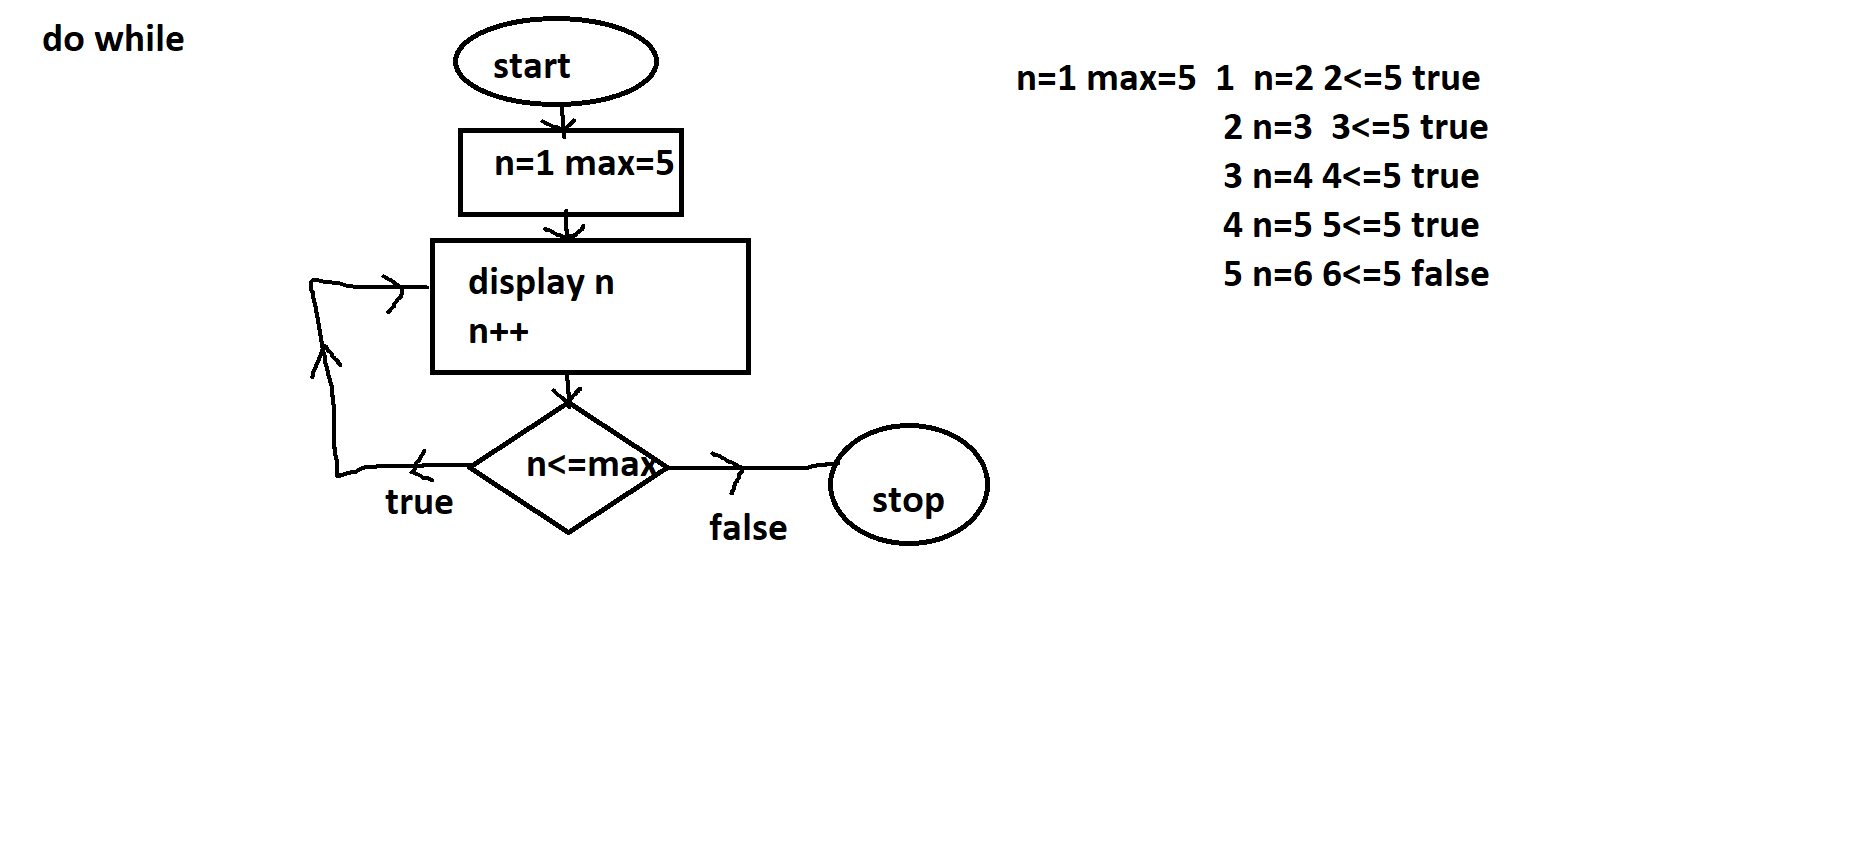 do while
start
n=1 max=5
display n
n++
n<=max
true
false
stop
n=1 max=5 1 n=2 2<=5 true
2 n=3 3<=5 true
3 n=4 4<=5 true
4 n=5 5<=5 true
5 n=6 6<=5 false